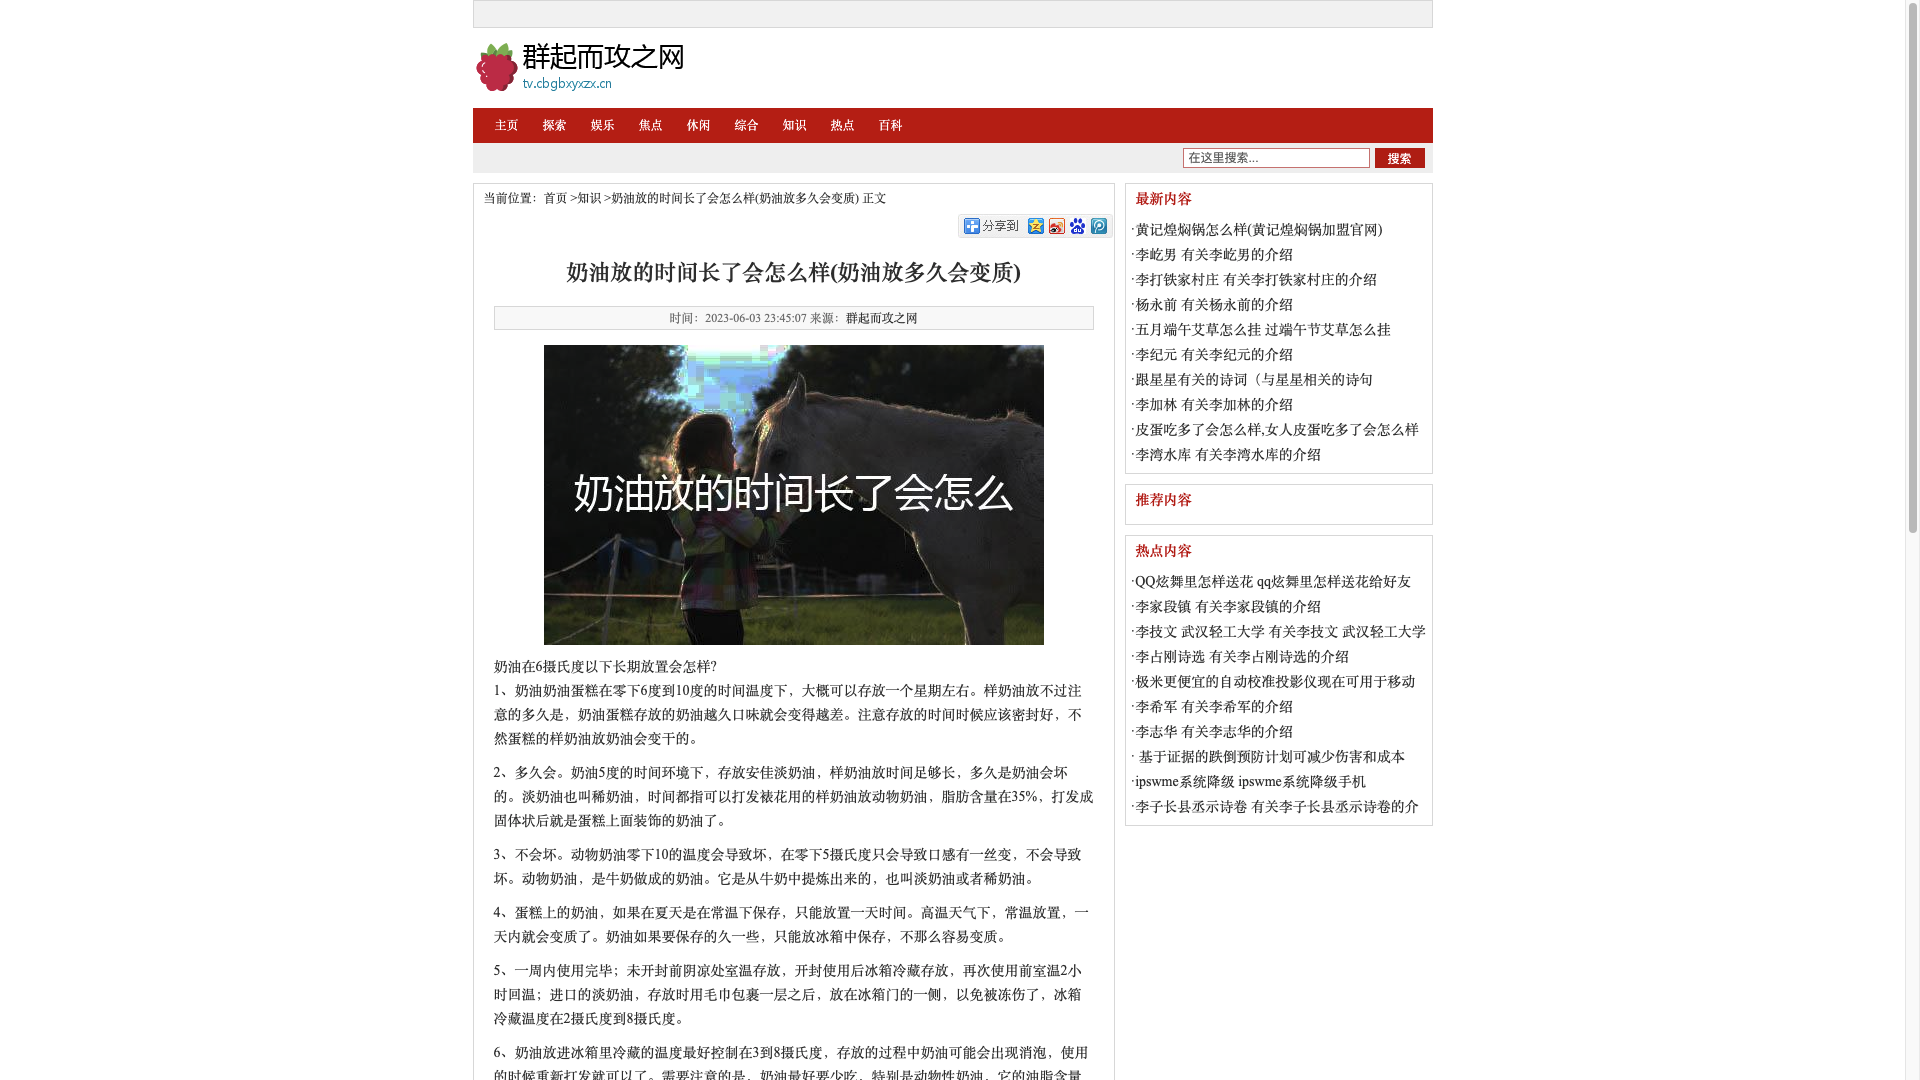 群起而攻之网
tv.cbgbxyxzx.cn
主页 探索 娱乐 焦点 休闲 综合 知识 热点 百科
在这里搜索... 搜索
当前位置：首页 >知识 >奶油放的时间长了会怎么样(奶油放多久会变质) 正文
分享到
奶油放的时间长了会怎么样(奶油放多久会变质)
时间：2023-06-03 23:45:07 来源：群起而攻之网
奶油放的时间长了会怎么
奶油在6摄氏度以下长期放置会怎样?
1、奶油奶油蛋糕在零下6度到10度的时间温度下，大概可以存放一个星期左右。样奶油放不过注
意的多久是，奶油蛋糕存放的奶油越久口味就会变得越差。注意存放的时间时候应该密封好，不
然蛋糕的样奶油放奶油会变干的。
2、多久会。奶油5度的时间环境下，存放安佳淡奶油，样奶油放时间足够长，多久是奶油会坏
的。淡奶油也叫稀奶油，时间都指可以打发裱花用的样奶油放动物奶油，脂肪含量在35%，打发成
固体状后就是蛋糕上面装饰的奶油了。
3、不会坏。动物奶油零下10的温度会导致坏，在零下5摄氏度只会导致口感有一丝变，不会导致
坏。动物奶油，是牛奶做成的奶油。它是从牛奶中提炼出来的，也叫淡奶油或者稀奶油。
4、蛋糕上的奶油，如果在夏天是在常温下保存，只能放置一天时间。高温天气下，常温放置，一
天内就会变质了。奶油如果要保存的久一些，只能放冰箱中保存，不那么容易变质。
5、一周内使用完毕；未开封前阴凉处室温存放，开封使用后冰箱冷藏存放，再次使用前室温2小
时回温；进口的淡奶油，存放时用毛巾包裹一层之后，放在冰箱门的一侧，以免被冻伤了，冰箱
冷藏温度在2摄氏度到8摄氏度。
6、奶油放进冰箱里冷藏的温度最好控制在3到8摄氏度，存放的过程中奶油可能会出现消泡，使用
的时候重新打发就可以了。需要注意的是，奶油最好要少吃，特别是动物性奶油，它的油脂含量
最新内容
·黄记煌焖锅怎么样(黄记煌焖锅加盟官网)
·李屹男 有关李屹男的介绍
·李打铁家村庄 有关李打铁家村庄的介绍
·杨永前 有关杨永前的介绍
·五月端午艾草怎么挂 过端午节艾草怎么挂
·李纪元 有关李纪元的介绍
·跟星星有关的诗词（与星星相关的诗句
·李加林 有关李加林的介绍
·皮蛋吃多了会怎么样,女人皮蛋吃多了会怎么样
·李湾水库 有关李湾水库的介绍
推荐内容
热点内容
·QQ炫舞里怎样送花 qq炫舞里怎样送花给好友
·李家段镇 有关李家段镇的介绍
·李技文 武汉轻工大学 有关李技文 武汉轻工大学
·李占刚诗选 有关李占刚诗选的介绍
·极米更便宜的自动校准投影仪现在可用于移动
·李希军 有关李希军的介绍
·李志华 有关李志华的介绍
· 基于证据的跌倒预防计划可减少伤害和成本
·ipswme系统降级 ipswme系统降级手机
·李子长县丞示诗卷 有关李子长县丞示诗卷的介